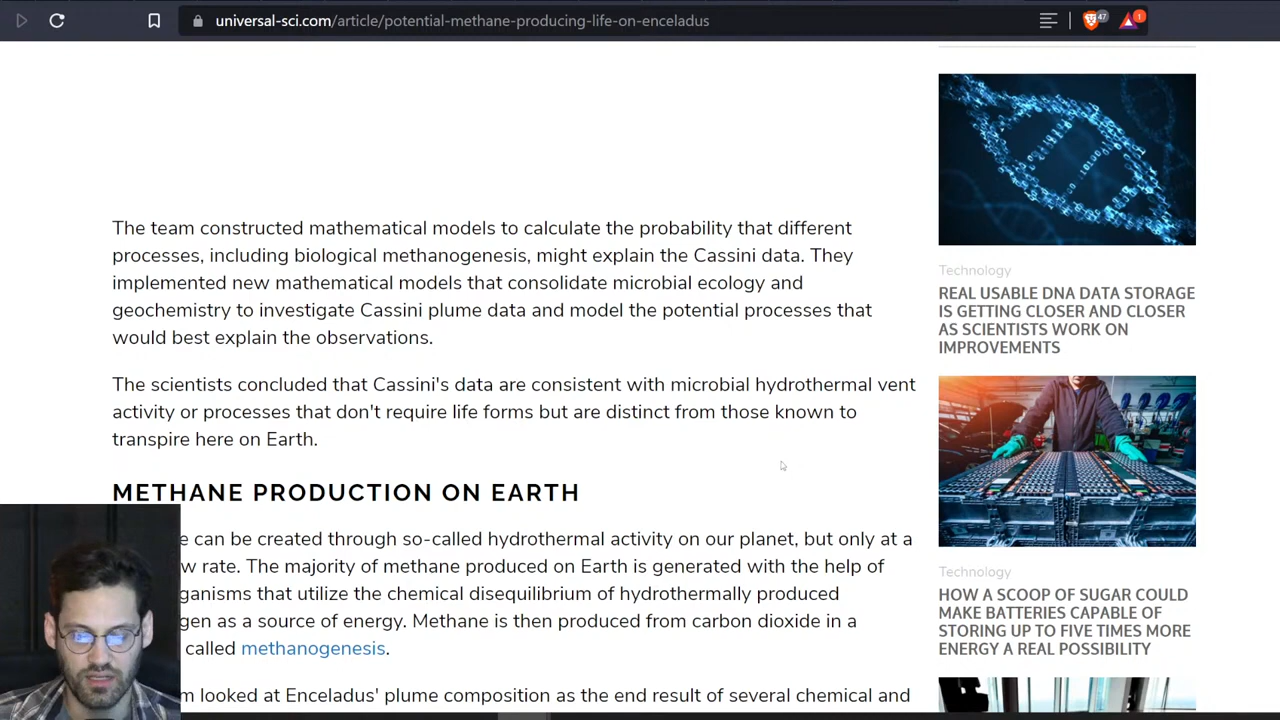 universal-sci.com/article/potential-methane-producing-life-on-enceladus
47
1
The team constructed mathematical models to calculate the probability that different
processes, including biological methanogenesis, might explain the Cassini data. They
implemented new mathematical models that consolidate microbial ecology and
geochemistry to investigate Cassini plume data and model the potential processes that
would best explain the observations.
The scientists concluded that Cassini's data are consistent with microbial hydrothermal vent
activity or processes that don't require life forms but are distinct from those known to
transpire here on Earth.
METHANE PRODUCTION ON EARTH
e can be created through so-called hydrothermal activity on our planet, but only at a
w rate. The majority of methane produced on Earth is generated with the help of
ganisms that utilize the chemical disequilibrium of hydrothermally produced
gen as a source of energy. Methane is then produced from carbon dioxide in a
called methanogenesis.
m looked at Enceladus' plume composition as the end result of several chemical and
Technology
REAL USABLE DNA DATA STORAGE
IS GETTING CLOSER AND CLOSER
AS SCIENTISTS WORK ON
IMPROVEMENTS
Technology
HOW A SCOOP OF SUGAR COULD
MAKE BATTERIES CAPABLE OF
STORING UP TO FIVE TIMES MORE
ENERGY A REAL POSSIBILITY